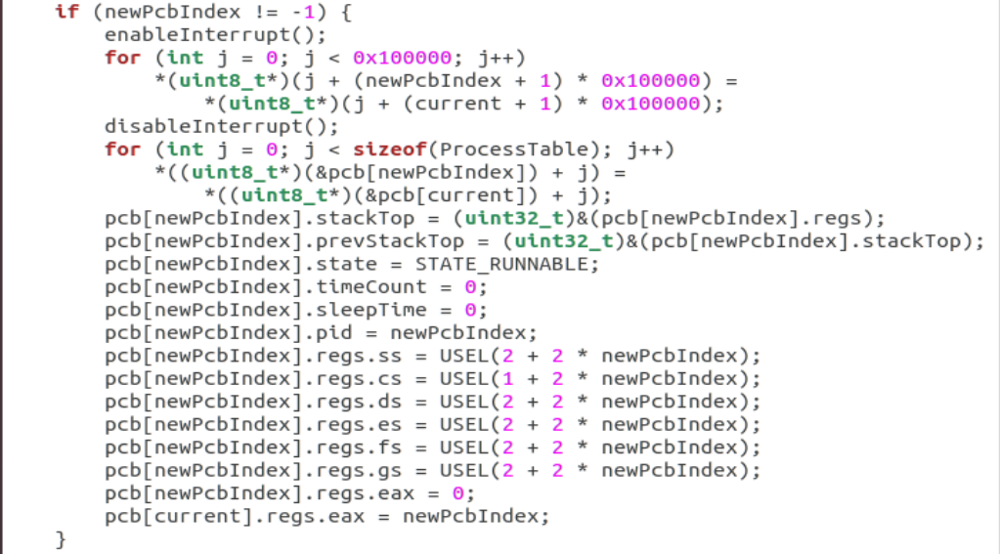 if (newPcbIndex != -1) {
    enableInterrupt();
    for (int j = 0; j < 0x100000; j++)
        *(uint8_t*)(j + (newPcbIndex + 1) * 0x100000) =
            *(uint8_t*)(j + (current + 1) * 0x100000);
    disableInterrupt();
    for (int j = 0; j < sizeof(ProcessTable); j++)
        *((uint8_t*)(&pcb[newPcbIndex]) + j) =
            *((uint8_t*)(&pcb[current]) + j);
    pcb[newPcbIndex].stackTop = (uint32_t)&(pcb[newPcbIndex].regs);
    pcb[newPcbIndex].prevStackTop = (uint32_t)&(pcb[newPcbIndex].stackTop);
    pcb[newPcbIndex].state = STATE_RUNNABLE;
    pcb[newPcbIndex].timeCount = 0;
    pcb[newPcbIndex].sleepTime = 0;
    pcb[newPcbIndex].pid = newPcbIndex;
    pcb[newPcbIndex].regs.ss = USEL(2 + 2 * newPcbIndex);
    pcb[newPcbIndex].regs.cs = USEL(1 + 2 * newPcbIndex);
    pcb[newPcbIndex].regs.ds = USEL(2 + 2 * newPcbIndex);
    pcb[newPcbIndex].regs.es = USEL(2 + 2 * newPcbIndex);
    pcb[newPcbIndex].regs.fs = USEL(2 + 2 * newPcbIndex);
    pcb[newPcbIndex].regs.gs = USEL(2 + 2 * newPcbIndex);
    pcb[newPcbIndex].regs.eax = 0;
    pcb[current].regs.eax = newPcbIndex;
}